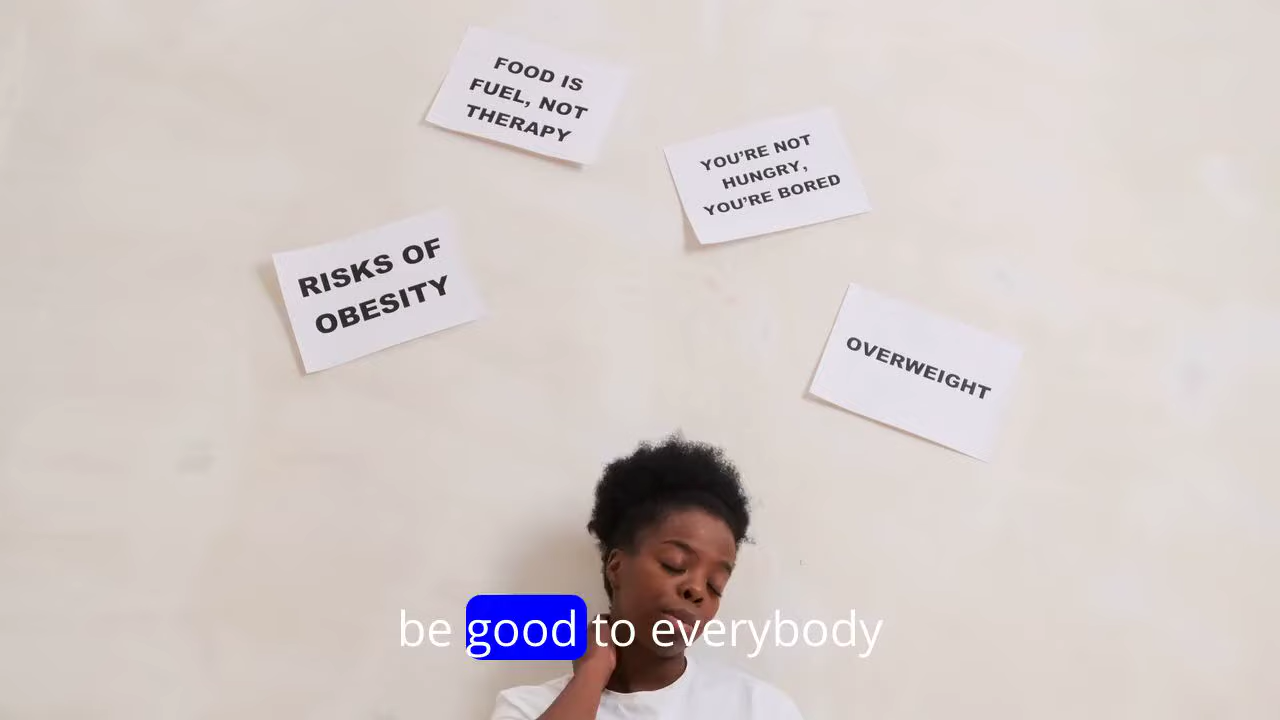 FOOD IS
FUEL, NOT
THERAPY
YOU'RE NOT
HUNGRY,
YOU'RE BORED
RISKS OF
OBESITY
OVERWEIGHT
be good to everybody